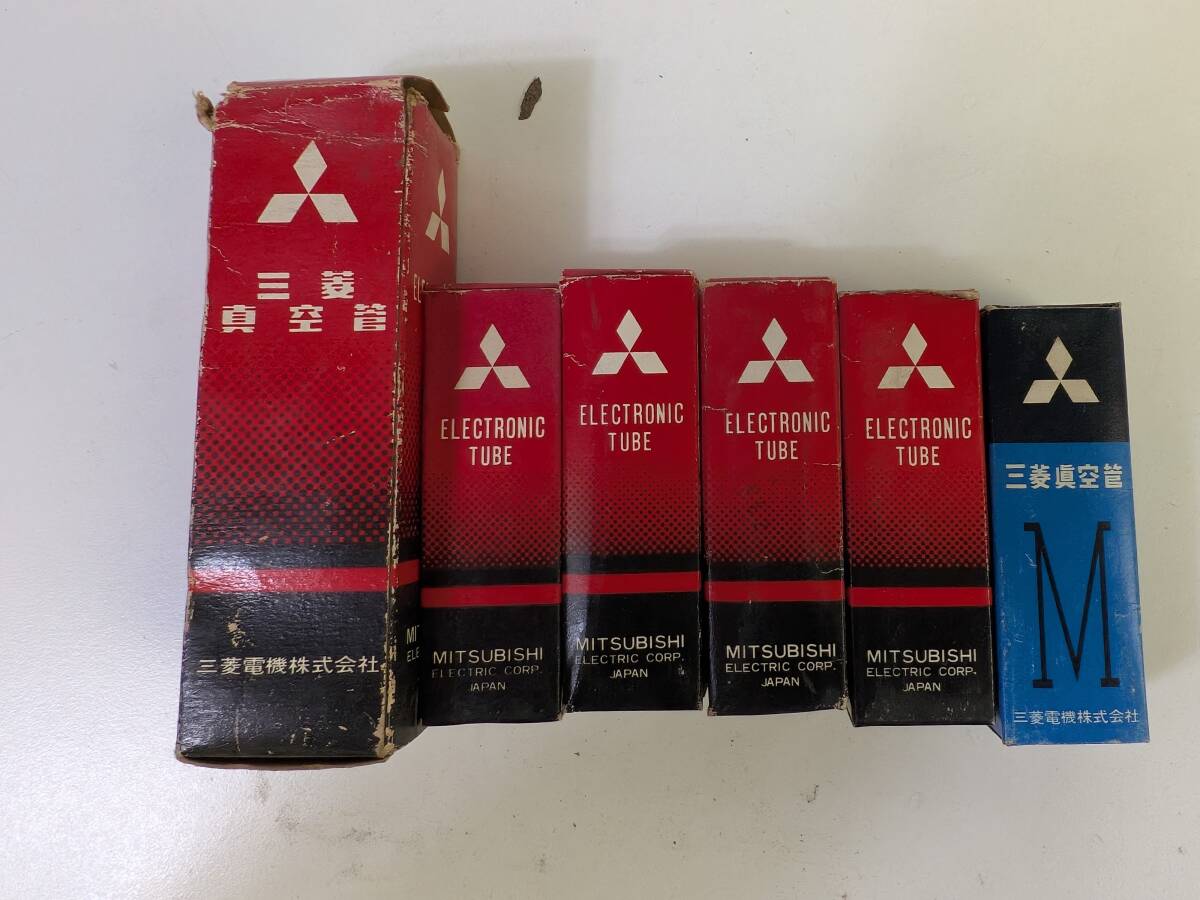 三菱
真空管
三菱電機株式会社
ELECTRONIC
TUBE
MITSUBISHI
ELECTRIC CORP.
JAPAN
ELECTRONIC
TUBE
MITSUBISHI
ELECTRIC CORP.
JAPAN
ELECTRONIC
TUBE
MITSUBISHI
ELECTRIC CORP.
JAPAN
ELECTRONIC
TUBE
MITSUBISHI
ELECTRIC CORP.
JAPAN
三菱眞空管
M
三菱電機株式会社